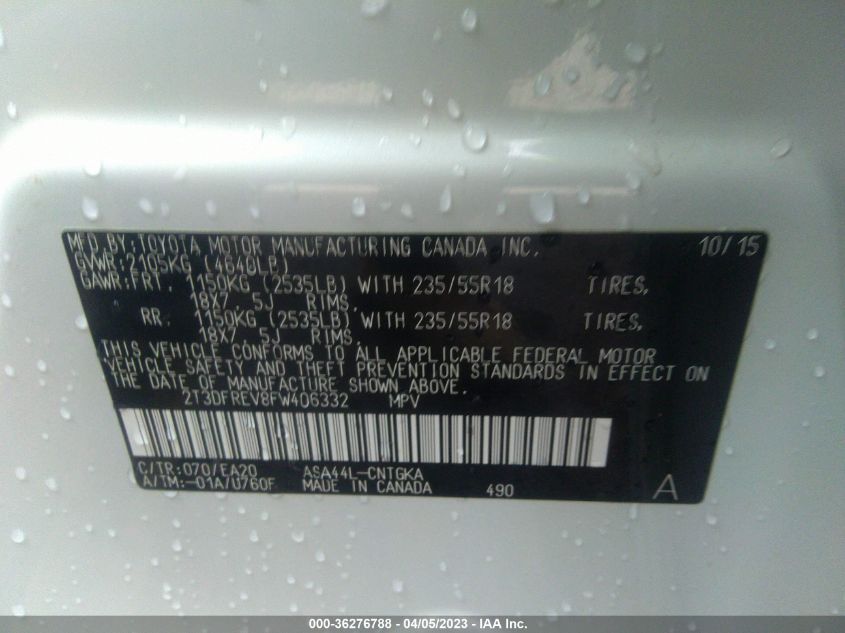 MFD.BY:TOYOTA MOTOR MANUFACTURING CANADA INC. 10/15
GVWR:2105KG (4640LB)
GAWR:FRT. 1150KG (2535LB) WITH 235/55R18 TIRES,
18X7. 5J RIMS.
RR. 1150KG (2535LB) WITH 235/55R18 TIRES,
18X7. 5J RIMS.
THIS VEHICLE CONFORMS TO ALL APPLICABLE FEDERAL MOTOR
VEHICLE SAFETY AND THEFT PREVENTION STANDARDS IN EFFECT ON
THE DATE OF MANUFACTURE SHOWN ABOVE.
2T3DFREV8FW406332 MPV
C/TR:070/EA20 ASA44L-CNTGKA
A/TM:-01A/U760F MADE IN CANADA 490 A
000-36276788 - 04/05/2023 - IAA Inc.